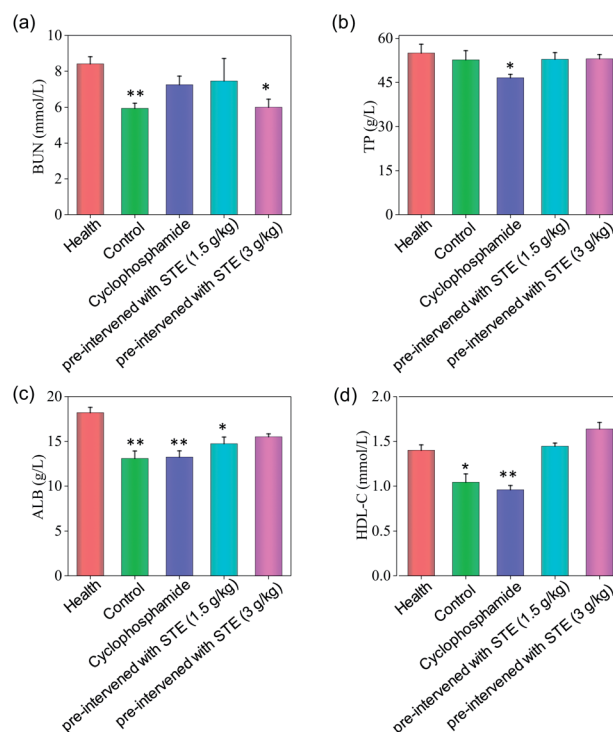 (a)
BUN (mmol/L)
10
8
6
4
2
0
**
*
Health
Control
Cyclophosphamide
pre-intervened with STE (1.5 g/kg)
pre-intervened with STE (3 g/kg)
(b)
TP (g/L)
60
45
30
15
0
*
Health
Control
Cyclophosphamide
pre-intervened with STE (1.5 g/kg)
pre-intervened with STE (3 g/kg)
(c)
ALB (g/L)
20
15
10
5
0
**
**
*
Health
Control
Cyclophosphamide
pre-intervened with STE (1.5 g/kg)
pre-intervened with STE (3 g/kg)
(d)
HDL-C (mmol/L)
2.0
1.5
1.0
0.5
0.0
*
**
Health
Control
Cyclophosphamide
pre-intervened with STE (1.5 g/kg)
pre-intervened with STE (3 g/kg)